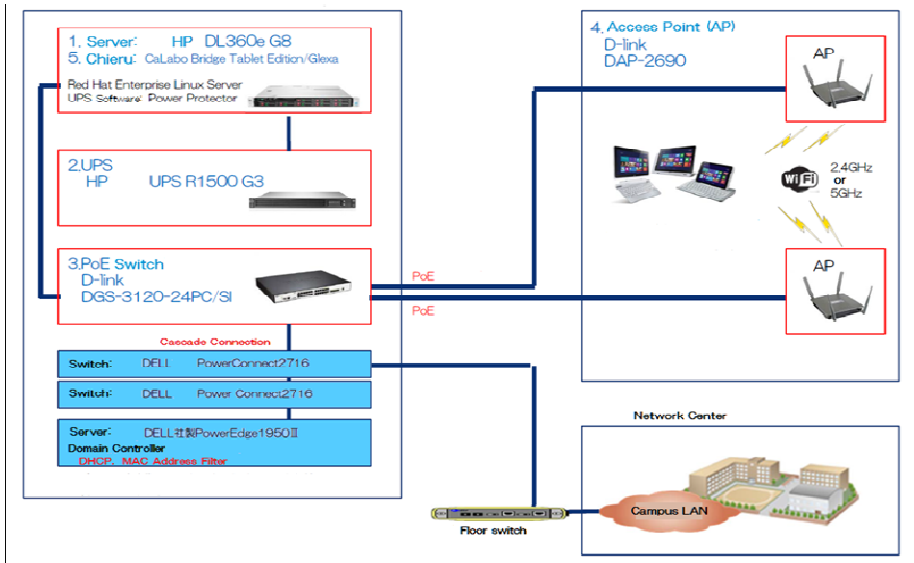 1. Server: HP DL360e G8
5. Chieru: CaLabo Bridge Tablet Edition/Glexa
Red Hat Enterprise Linux Server
UPS Software: Power Protector
2.UPS
HP UPS R1500 G3
3.PoE Switch
D-link
DGS-3120-24PC/SI
PoE
PoE
Cascade Connection
Switch: DELL PowerConnect2716
Switch: DELL Power Connect2716
Server: DELL社製PowerEdge1950Ⅱ
Domain Controller
DHCP, MAC Address Filter
4. Access Point (AP)
D-link
DAP-2690
AP
WiFi
2.4GHz
or
5GHz
AP
Network Center
Campus LAN
Floor switch